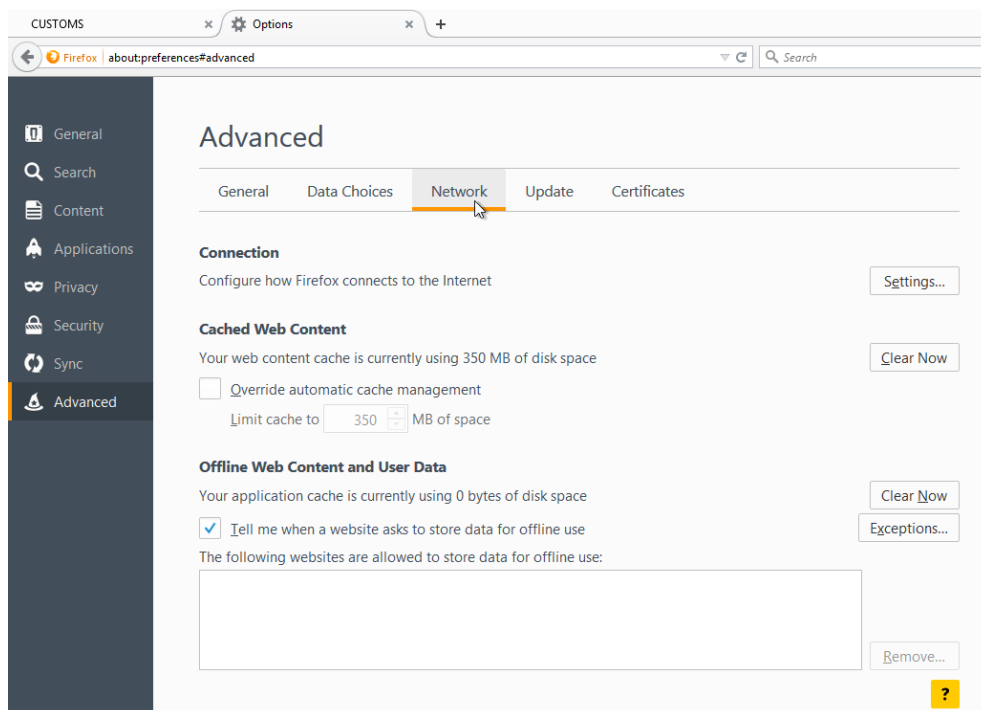 CUSTOMS × Options × +
Firefox about:preferences#advanced Search
General
Search
Content
Applications
Privacy
Security
Sync
Advanced
Advanced
General Data Choices Network Update Certificates
Connection
Configure how Firefox connects to the Internet Settings...
Cached Web Content
Your web content cache is currently using 350 MB of disk space Clear Now
Override automatic cache management
Limit cache to 350 MB of space
Offline Web Content and User Data
Your application cache is currently using 0 bytes of disk space Clear Now
Tell me when a website asks to store data for offline use Exceptions...
The following websites are allowed to store data for offline use:
Remove...
?